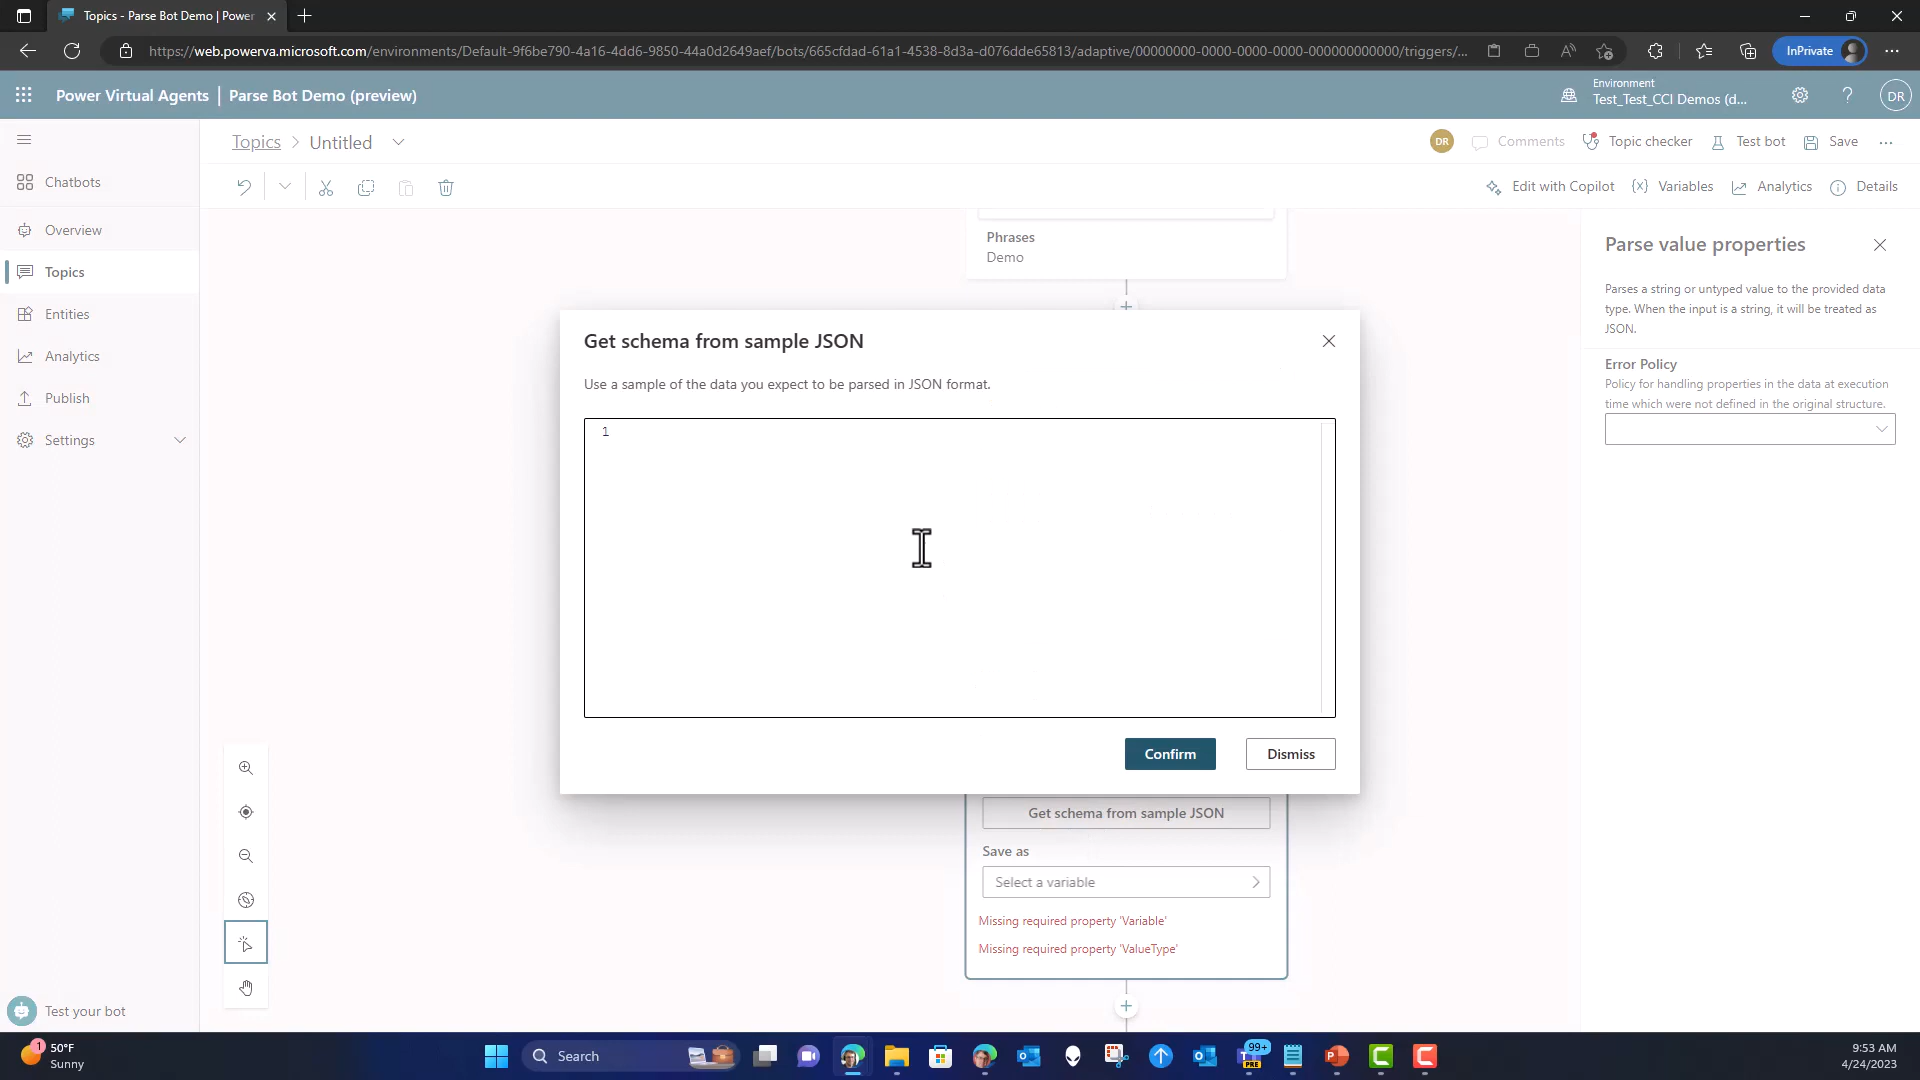 Topics - Parse Bot Demo | Power
https://web.powerva.microsoft.com/environments/Default-9f6be790-4a16-4dd6-9850-44a0d2649aef/bots/665cfdad-61a1-4538-8d3a-d076dde65813/adaptive/00000000-0000-0000-0000-000000000000/triggers/...
InPrivate
Power Virtual Agents | Parse Bot Demo (preview)
Environment
Test_Test_CCI Demos (d...
DR
Topics > Untitled
DR
Comments
Topic checker
Test bot
Save
Chatbots
Overview
Topics
Entities
Analytics
Publish
Settings
Edit with Copilot
{x} Variables
Analytics
Details
Phrases
Demo
Parse value properties
Parses a string or untyped value to the provided data
type. When the input is a string, it will be treated as
JSON.
Error Policy
Policy for handling properties in the data at execution
time which were not defined in the original structure.
Get schema from sample JSON
Use a sample of the data you expect to be parsed in JSON format.
1
Confirm
Dismiss
Get schema from sample JSON
Save as
Select a variable
Missing required property 'Variable'
Missing required property 'ValueType'
Test your bot
1
50°F
Sunny
Search
99+
PRE
9:53 AM
4/24/2023